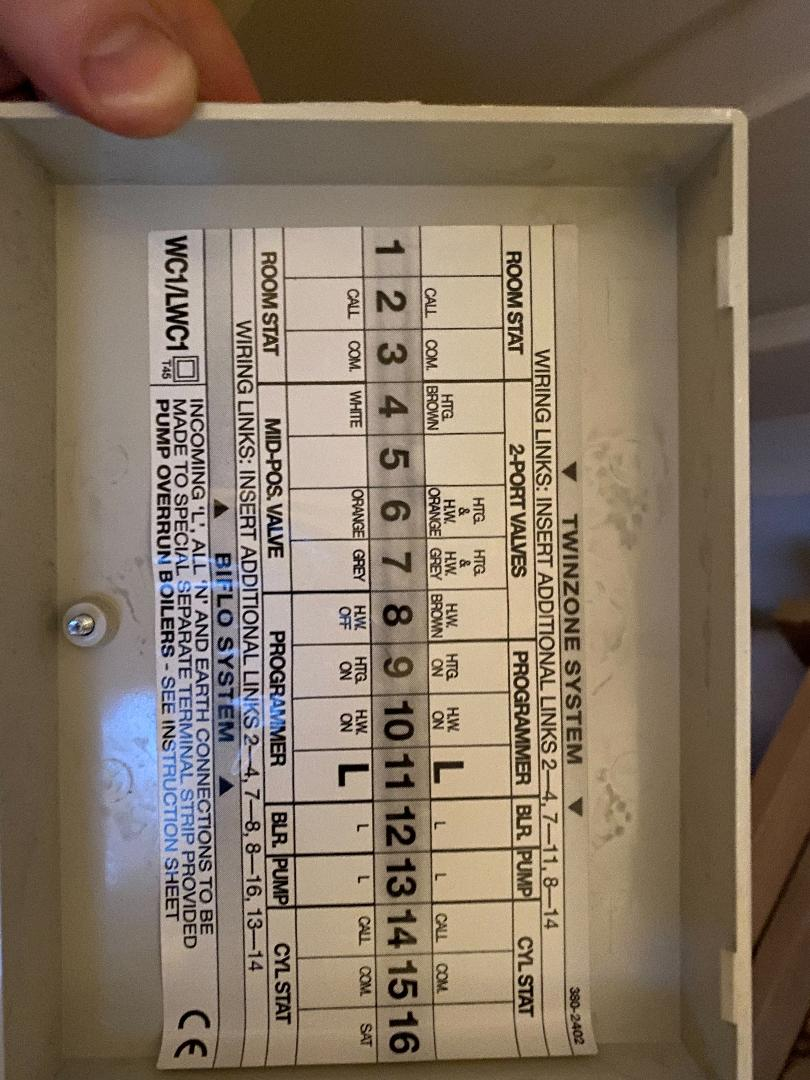 ▼ TWINZONE SYSTEM ▼ 380-2402
WIRING LINKS: INSERT ADDITIONAL LINKS 2—4, 7—11, 8—14
ROOM STAT 2-PORT VALVES PROGRAMMER BLR. PUMP CYL STAT
CALL COM. HTG. BROWN HTG. & H.W. ORANGE HTG. & H.W. GREY H.W. BROWN HTG. ON H.W. ON L L L CALL COM.
1 2 3 4 5 6 7 8 9 10 11 12 13 14 15 16
CALL COM. WHITE ORANGE GREY H.W. OFF HTG. ON H.W. ON L L L CALL COM. SAT
ROOM STAT MID-POS. VALVE PROGRAMMER BLR. PUMP CYL STAT
WIRING LINKS: INSERT ADDITIONAL LINKS 2—4, 7—8, 8—16, 13—14
▲ BIFLO SYSTEM ▲
WC1/LWC1 T45
INCOMING 'L', ALL 'N' AND EARTH CONNECTIONS TO BE
MADE TO SPECIAL SEPARATE TERMINAL STRIP PROVIDED
PUMP OVERRUN BOILERS - SEE INSTRUCTION SHEET
CE